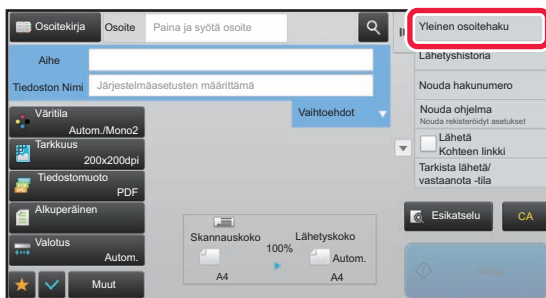 Osoitekirja
Osoite
Paina ja syötä osoite
Aihe
Tiedoston Nimi
Järjestelmäasetusten määrittämä
Vaihtoehdot
Väritila
Autom./Mono2
Tarkkuus
200x200dpi
Tiedostomuoto
PDF
Alkuperäinen
Valotus
Autom.
Muut
Skannauskoko
100%
Lähetyskoko
Autom.
A4
A4
Yleinen osoitehaku
Lähetyshistoria
Nouda hakunumero
Nouda ohjelma
Nouda rekisteröidyt asetukset
Lähetä
Kohteen linkki
Tarkista lähetä/
vastaanota -tila
Esikatselu
CA